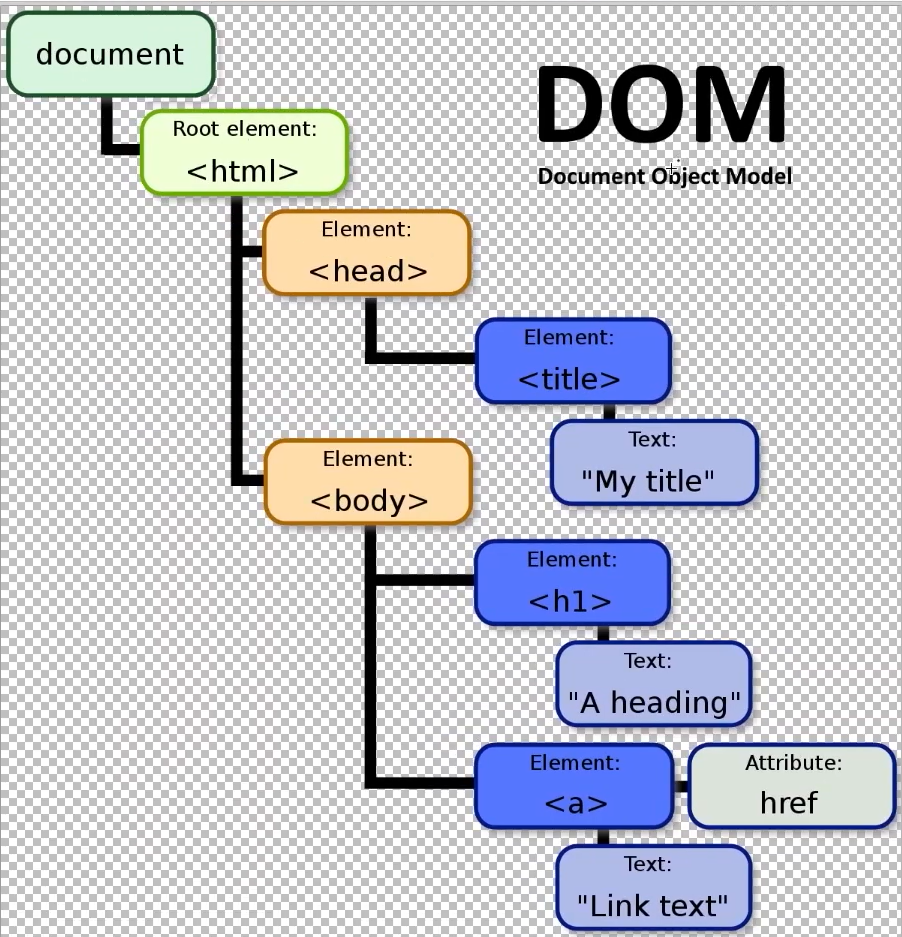 document
DOM
Document Object Model
Root element:
<html>
Element:
<head>
Element:
<title>
Text:
"My title"
Element:
<body>
Element:
<h1>
Text:
"A heading"
Element:
<a>
Attribute:
href
Text:
"Link text"